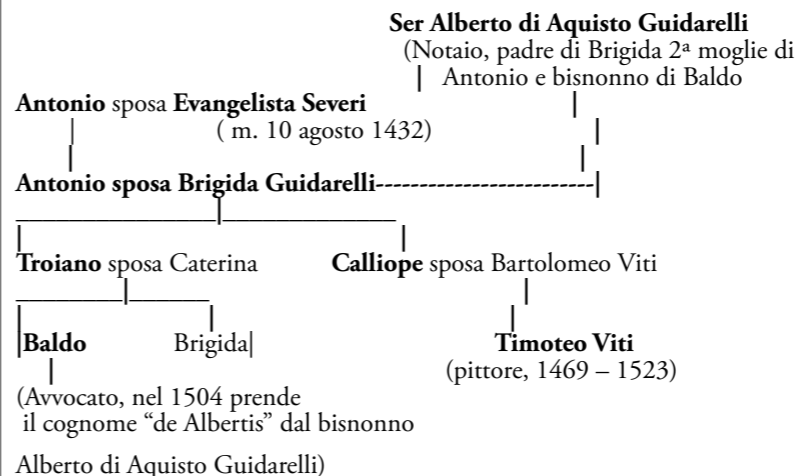 Ser Alberto di Aquisto Guidarelli
(Notaio, padre di Brigida 2ª moglie di
Antonio e bisnonno di Baldo
Antonio sposa Evangelista Severi
( m. 10 agosto 1432)
Antonio sposa Brigida Guidarelli-------------------------|
Troiano sposa Caterina Calliope sposa Bartolomeo Viti
Baldo Brigida Timoteo Viti
(pittore, 1469 – 1523)
(Avvocato, nel 1504 prende
il cognome “de Albertis” dal bisnonno
Alberto di Aquisto Guidarelli)